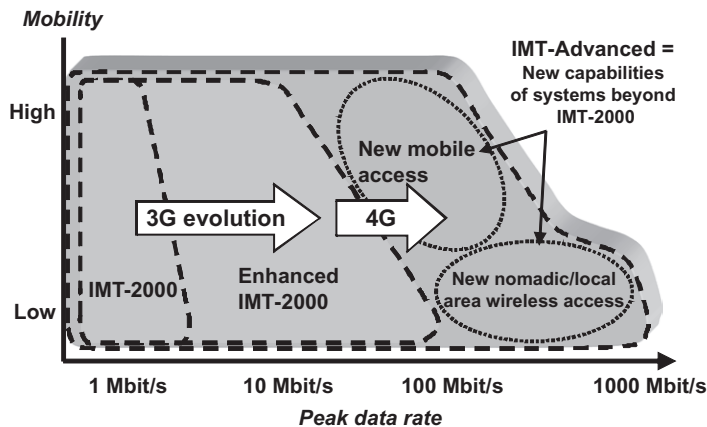 Mobility
IMT-Advanced =
New capabilities
of systems beyond
IMT-2000
High
New mobile
access
3G evolution
4G
Enhanced
IMT-2000
IMT-2000
New nomadic/local
area wireless access
Low
1 Mbit/s
10 Mbit/s
100 Mbit/s
1000 Mbit/s
Peak data rate